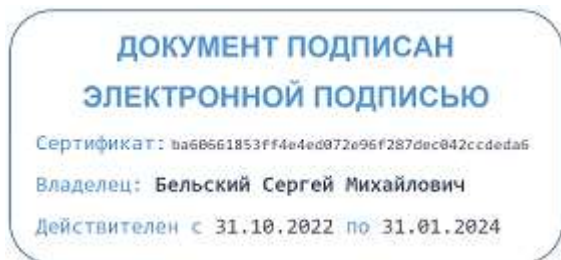 ДОКУМЕНТ ПОДПИСАН
ЭЛЕКТРОННОЙ ПОДПИСЬЮ
Сертификат: ba60661853ff4e4ed072e96f287dec042ccdeda6
Владелец: Бельский Сергей Михайлович
Действителен с 31.10.2022 по 31.01.2024